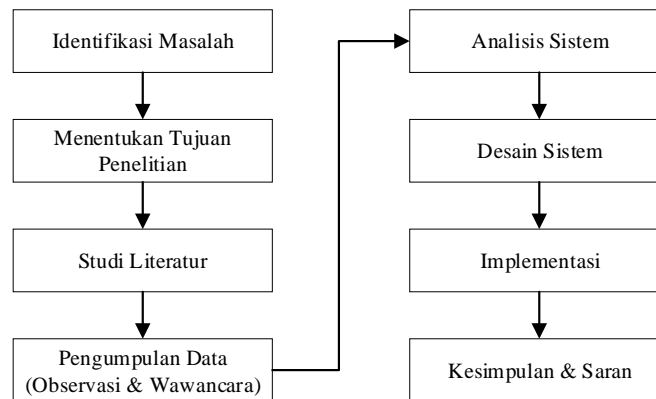 Identifikasi Masalah
Menentukan Tujuan
Penelitian
Studi Literatur
Pengumpulan Data
(Observasi & Wawancara)
Analisis Sistem
Desain Sistem
Implementasi
Kesimpulan & Saran